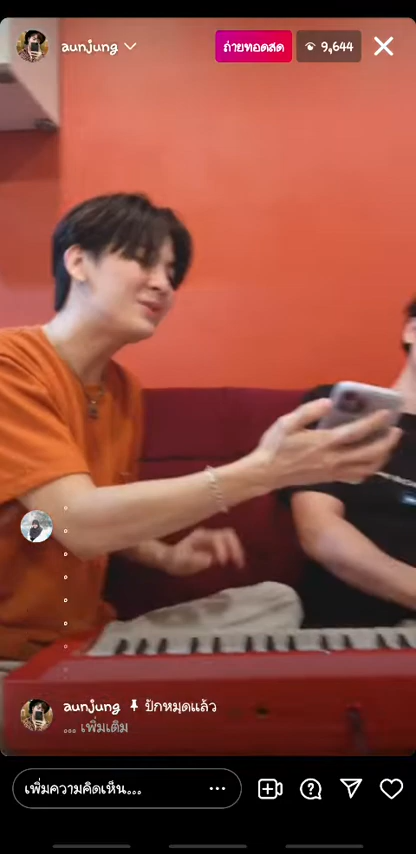 aunjung
ถ่ายทอดสด
9,644
aunjung ปักหมุดแล้ว
... เพิ่มเติม
เพิ่มความคิดเห็น...